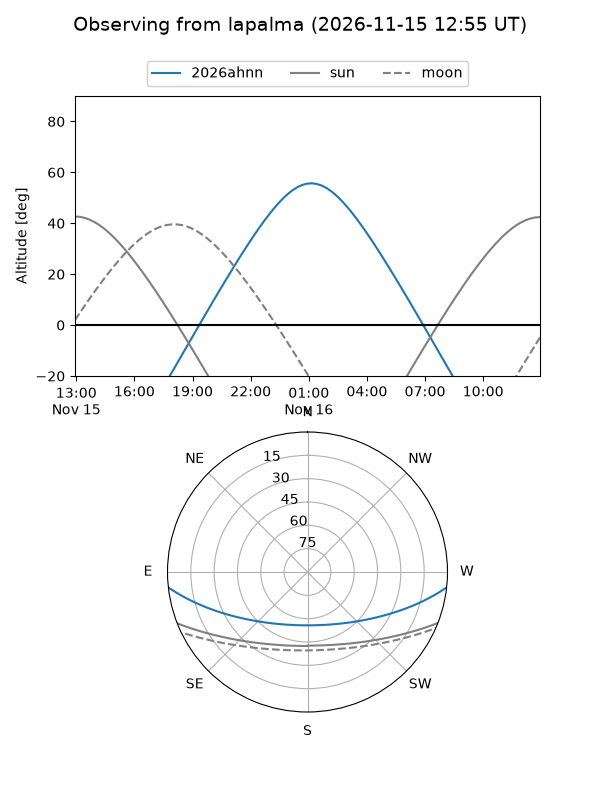 Observing from lapalma (2026-11-15 12:55 UT)
2026ahnn sun moon
Altitude [deg]
80
60
40
20
0
−20
13:00 16:00 19:00 22:00 01:00 04:00 07:00 10:00
Nov 15 Nov 16
N
NE NW
15
30
45
60
75
E W
SE SW
S